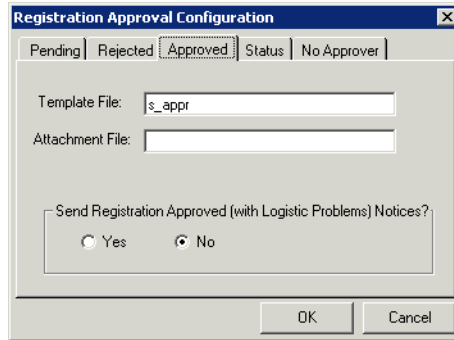 Registration Approval Configuration
Pending Rejected Approved Status No Approver
Template File: s_appr
Attachment File:
Send Registration Approved (with Logistic Problems) Notices?
Yes No
OK Cancel